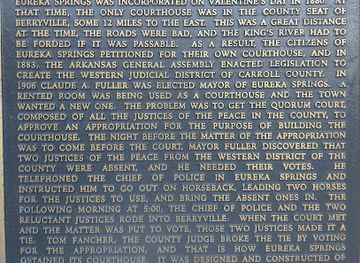 EUREKA SPRINGS WAS INCORPORATED ON VALENTINE'S DAY IN 1880. AT
THAT TIME, THE ONLY COURTHOUSE WAS IN THE COUNTY SEAT OF
BERRYVILLE, SOME 12 MILES TO THE EAST. THIS WAS A GREAT DISTANCE
AT THE TIME, THE ROADS WERE BAD, AND THE KING'S RIVER HAD TO
BE FORDED IF IT WAS PASSABLE. AS A RESULT, THE CITIZENS OF
EUREKA SPRINGS PETITIONED FOR THEIR OWN COURTHOUSE, AND IN
1883, THE ARKANSAS GENERAL ASSEMBLY ENACTED LEGISLATION TO
CREATE THE WESTERN JUDICIAL DISTRICT OF CARROLL COUNTY. IN
1906 CLAUDE A FULLER WAS ELECTED MAYOR OF EUREKA SPRINGS. A
RENTED ROOM WAS BEING USED AS A COURTHOUSE AND THE TOWN
WANTED A NEW ONE. THE PROBLEM WAS TO GET THE QUORUM COURT,
COMPOSED OF ALL THE JUSTICES OF THE PEACE IN THE COUNTY, TO
APPROVE AN APPROPRIATION FOR THE PURPOSE OF BUILDING THE
COURTHOUSE. THE NIGHT BEFORE THE MATTER OF THE APPROPRIATION
WAS TO COME BEFORE THE COURT, MAYOR FULLER DISCOVERED THAT
TWO JUSTICES OF THE PEACE FROM THE WESTERN DISTRICT OF THE
COUNTY WERE ABSENT, AND HE NEEDED THEIR VOTES. HE
TELEPHONED THE CHIEF OF POLICE IN EUREKA SPRINGS AND
INSTRUCTED HIM TO GO OUT ON HORSEBACK, LEADING TWO HORSES
FOR THE JUSTICES TO USE, AND BRING THE ABSENT ONES IN. THE
FOLLOWING MORNING AT 5:00, THE CHIEF OF POLICE AND THE TWO
RELUCTANT JUSTICES RODE INTO BERRYVILLE. WHEN THE COURT MET
AND THE MATTER WAS PUT TO VOTE, THOSE TWO JUSTICES MADE IT A
TIE. TOM FANCHER, THE COUNTY JUDGE BROKE THE TIE BY VOTING
FOR THE APPROPRIATION, AND THAT IS HOW EUREKA SPRINGS
OBTAINED ITS COURTHOUSE. IT WAS DESIGNED AND CONSTRUCTED OF